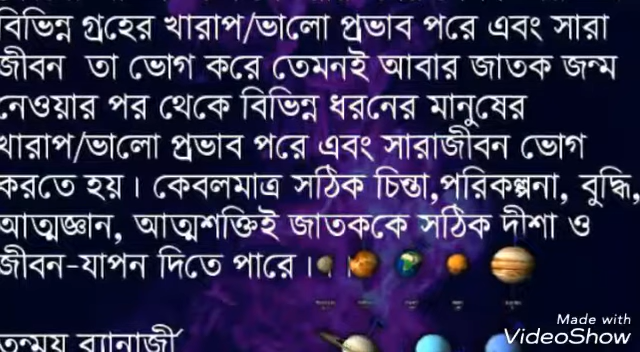 বিভিন্ন গ্রহের খারাপ/ভালো প্রভাব পরে এবং সারা
জীবন তা ভোগ করে তেমনই আবার জাতক জন্ম
নেওয়ার পর থেকে বিভিন্ন ধরনের মানুষের
খারাপ/ভালো প্রভাব পরে এবং সারাজীবন ভোগ
করতে হয়। কেবলমাত্র সঠিক চিন্তা,পরিকল্পনা, বুদ্ধি,
আত্মজ্ঞান, আত্মশক্তিই জাতককে সঠিক দীশা ও
জীবন-যাপন দিতে পারে।
তন্ময় ব্যানার্জী
Made with
VideoShow